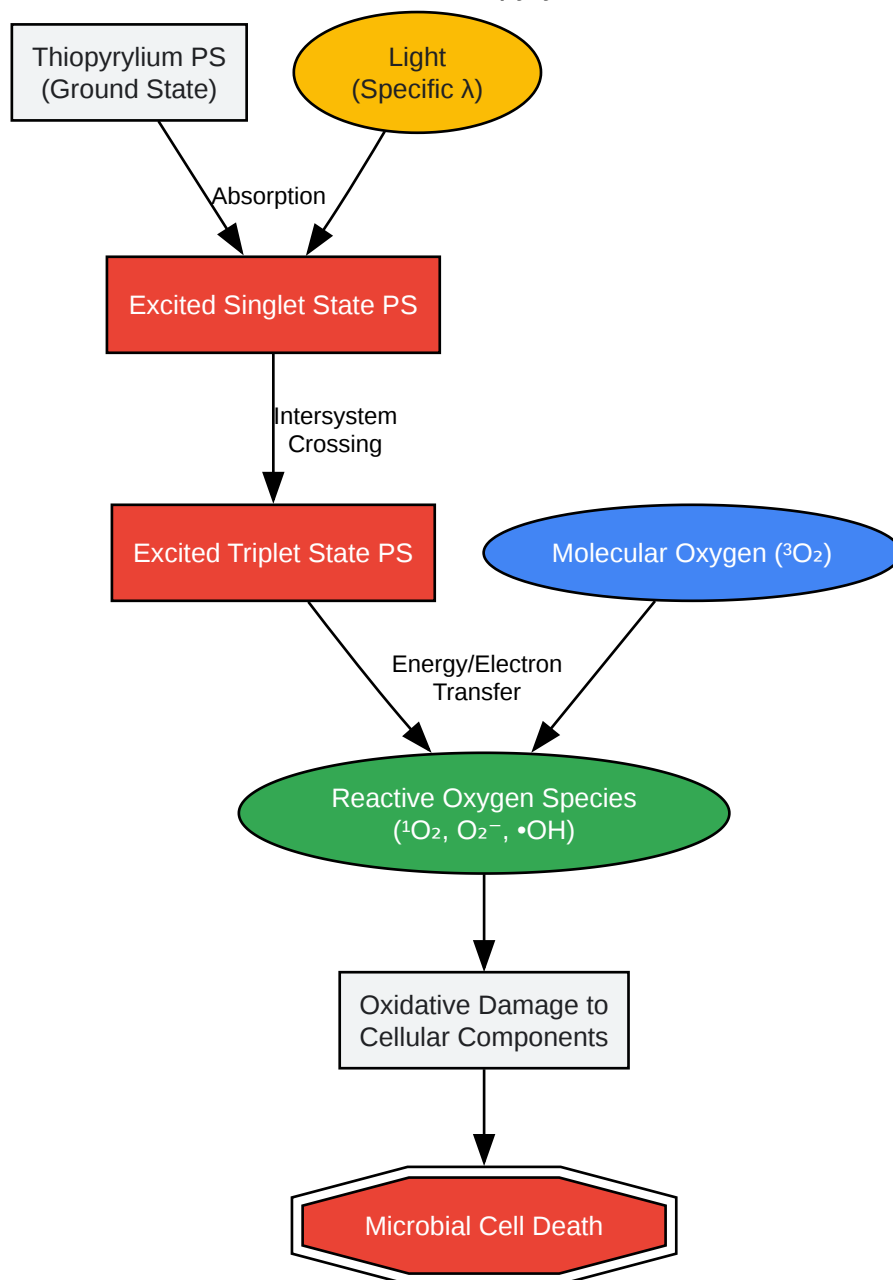 Thiopyrylium PS
(Ground State)
Light
(Specific λ)
Absorption
Excited Singlet State PS
Intersystem
Crossing
Excited Triplet State PS
Molecular Oxygen (³O₂)
Energy/Electron
Transfer
Reactive Oxygen Species
(¹O₂, O₂⁻, •OH)
Oxidative Damage to
Cellular Components
Microbial Cell Death